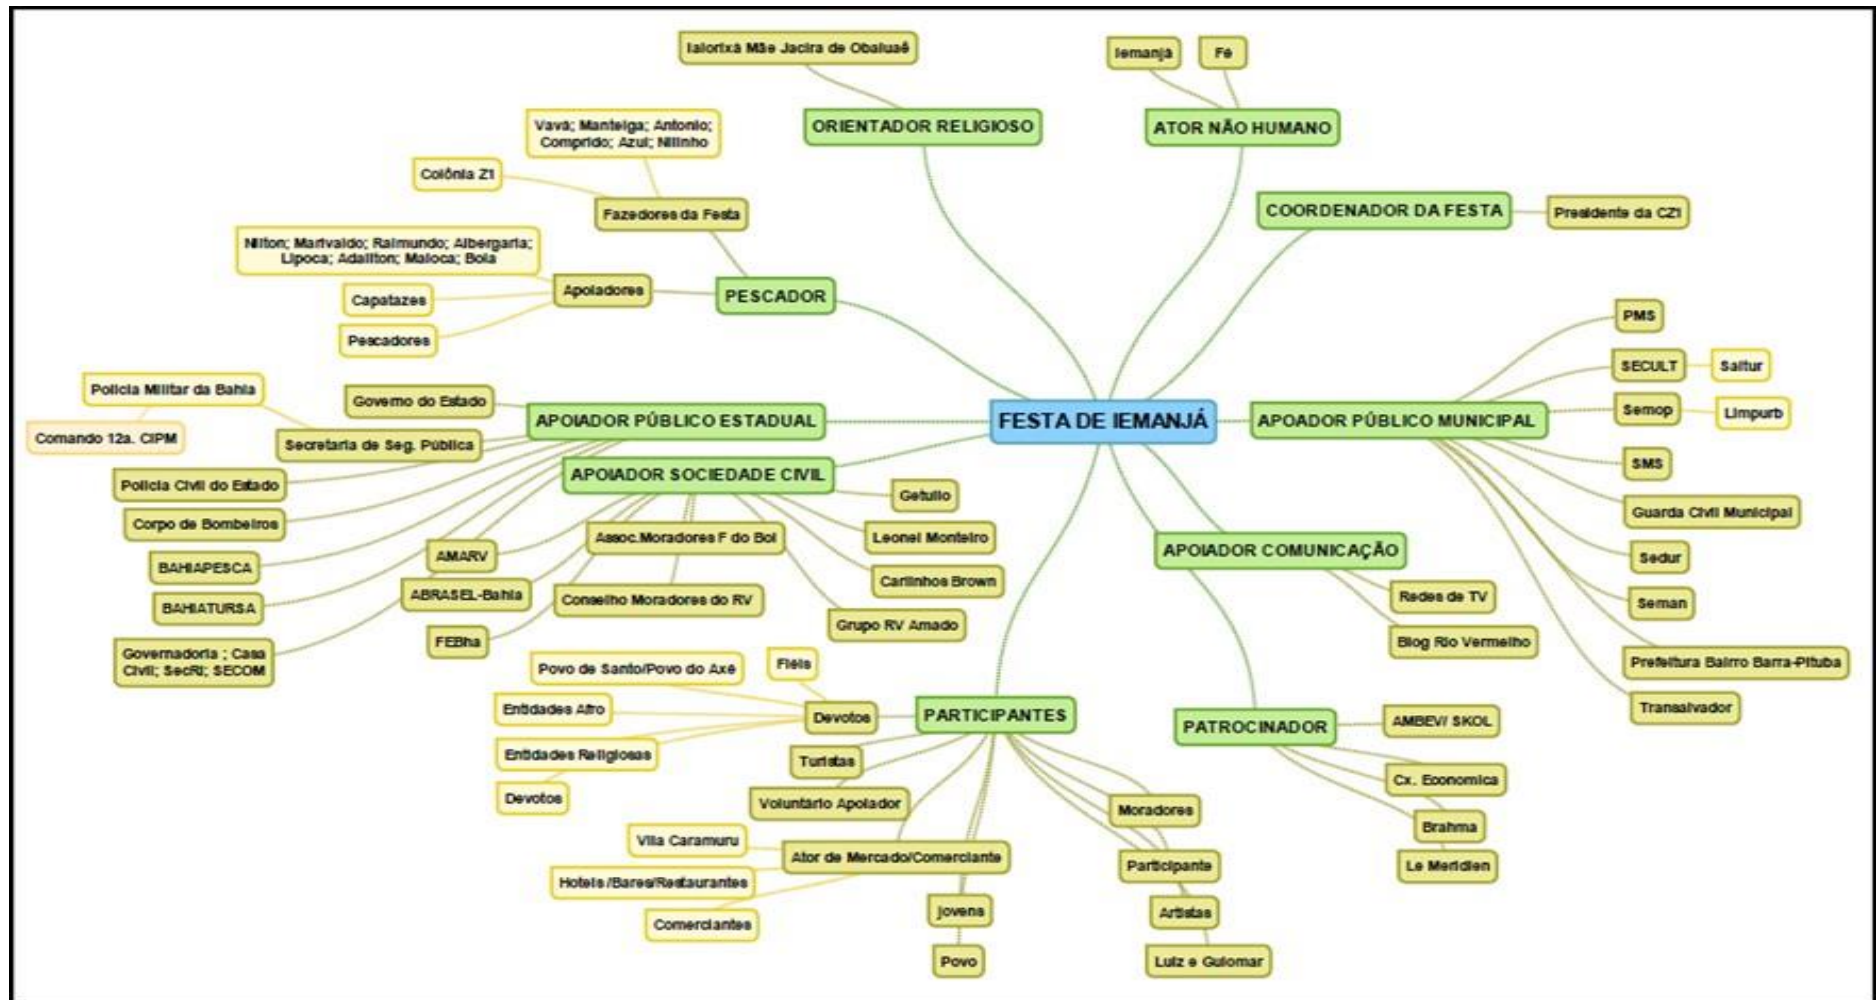 Ialorixá Mãe Jacira de Obaluaê
Iemanjá
Fé
ORIENTADOR RELIGIOSO
ATOR NÃO HUMANO
Vavá; Manteiga; Antonio;
Comprido; Azul; Nilinho
Colônia Z1
Fazedores da Festa
COORDENADOR DA FESTA
Presidente da CZ1
Nilton; Marivaldo; Raimundo; Albergaria;
Lipoca; Adailton; Maloca; Bola
Apoiadores
Capatazes
Pescadores
PESCADOR
PMS
SECULT
Saltur
Semop
Limpurb
Policia Militar da Bahia
Comando 12a. CIPM
Governo do Estado
Secretaria de Seg. Pública
APOIADOR PÚBLICO ESTADUAL
FESTA DE IEMANJÁ
APOADOR PÚBLICO MUNICIPAL
SMS
Policia Civil do Estado
Corpo de Bombeiros
BAHIAPESCA
BAHIATURSA
Governadoria ; Casa
Civil; SecRI; SECOM
APOIADOR SOCIEDADE CIVIL
Getulio
Assoc.Moradores F do Boi
Leonel Monteiro
AMARV
ABRASEL-Bahia
Conselho Moradores do RV
Carlinhos Brown
FEBha
Grupo RV Amado
Guarda Civil Municipal
APOIADOR COMUNICAÇÃO
Sedur
Redes de TV
Seman
Blog Rio Vermelho
Prefeitura Bairro Barra-Pituba
Transalvador
Povo de Santo/Povo do Axé
Fiéis
Entidades Afro
Devotos
PARTICIPANTES
Entidades Religiosas
Devotos
Turistas
Voluntário Apoiador
PATROCINADOR
AMBEV/ SKOL
Cx. Economica
Brahma
Le Meridien
Moradores
Vila Caramuru
Ator de Mercado/Comerciante
Hoteis /Bares/Restaurantes
Comerciantes
Participante
jovens
Artistas
Povo
Luiz e Guiomar